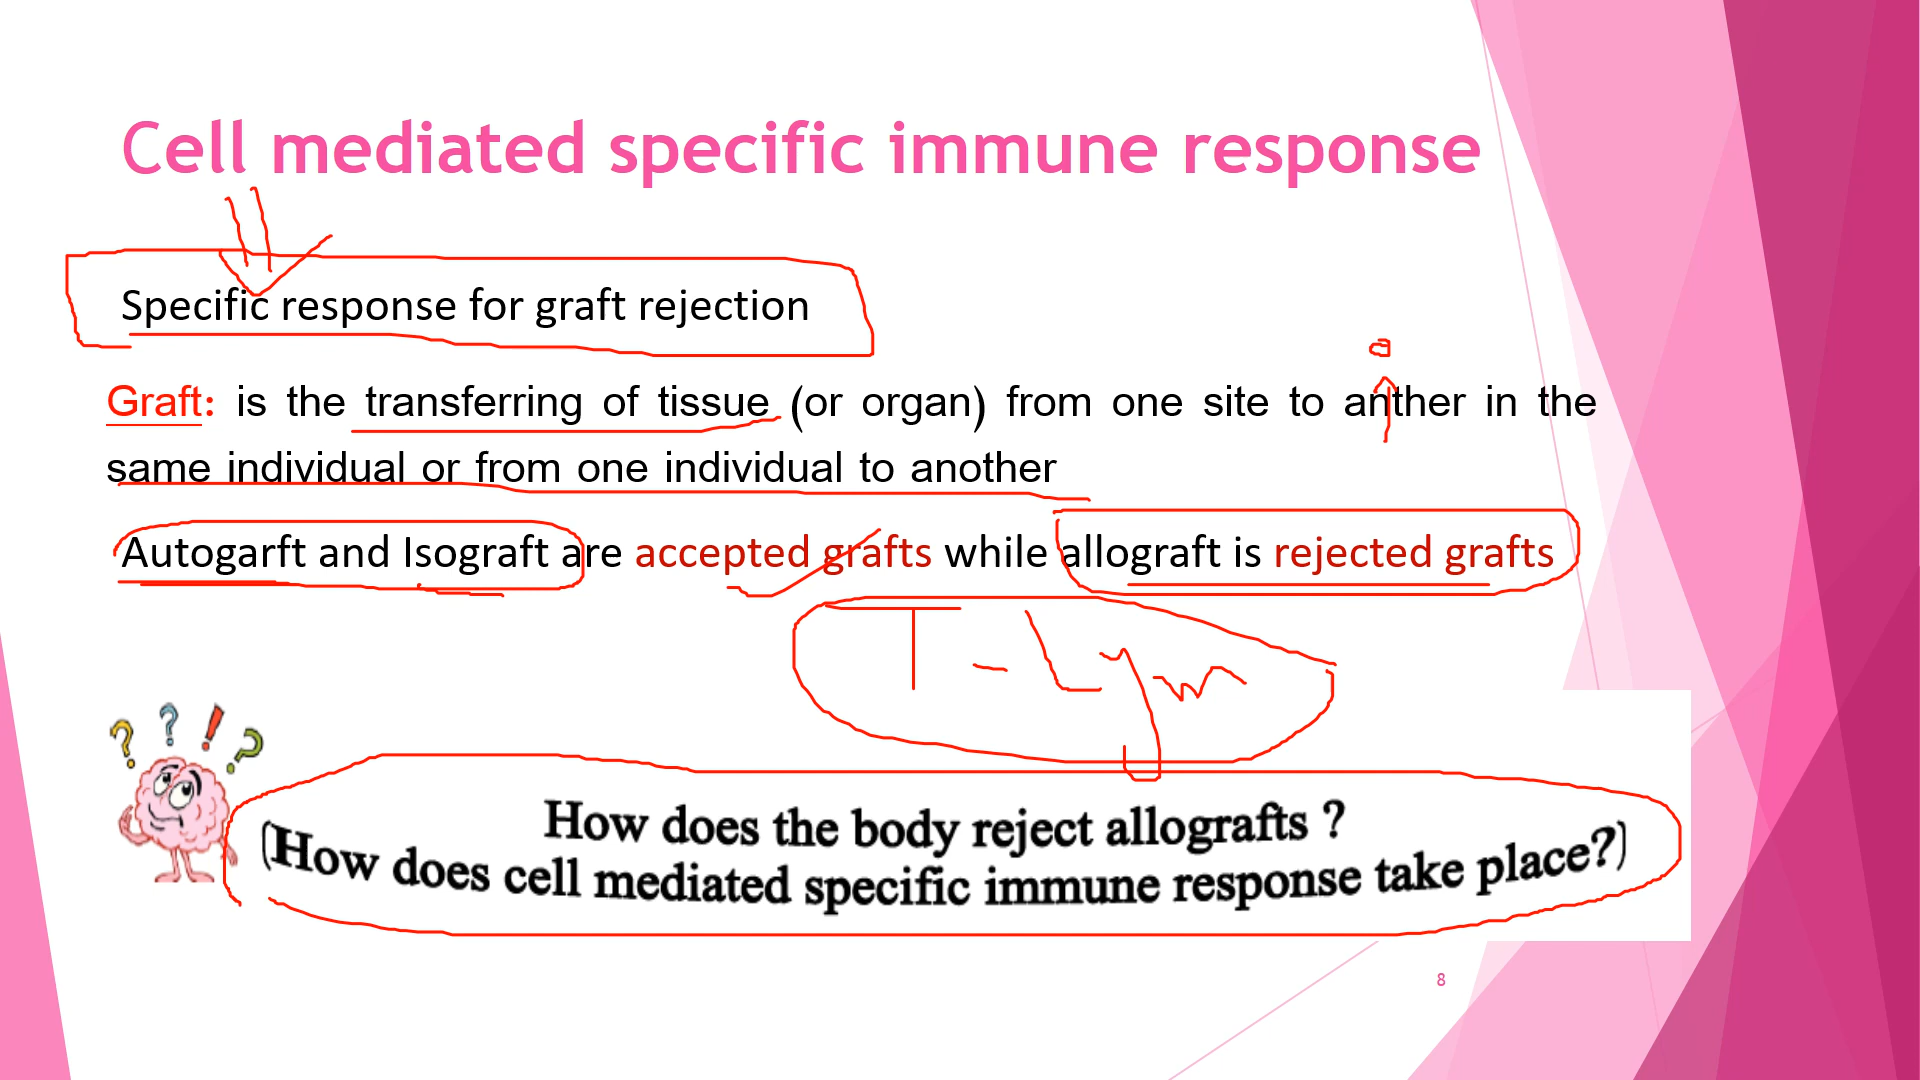 Cell mediated specific immune response
Specific response for graft rejection
Graft: is the transferring of tissue (or organ) from one site to anther in the
same individual or from one individual to another
Autogarft and Isograft are accepted grafts while allograft is rejected grafts
T - Lym
How does the body reject allografts ?
(How does cell mediated specific immune response take place?)
8